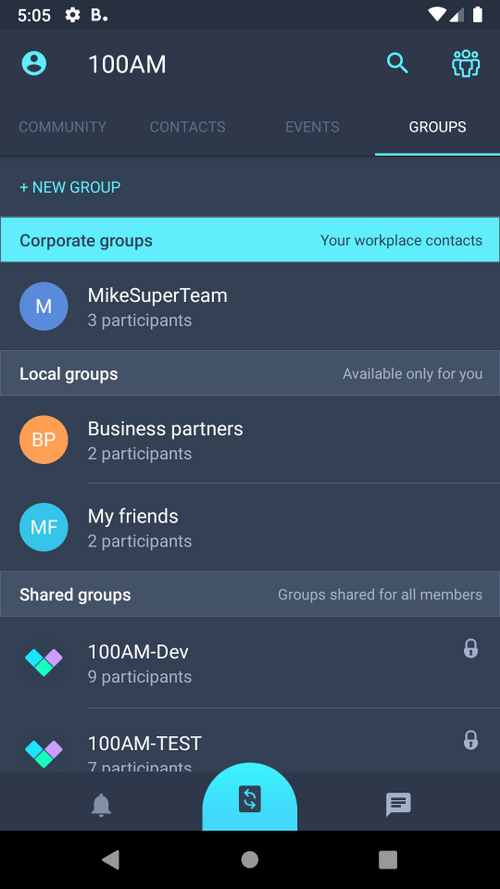 5:05 B.
100AM
COMMUNITY CONTACTS EVENTS GROUPS
+ NEW GROUP
Corporate groups Your workplace contacts
M MikeSuperTeam
3 participants
Local groups Available only for you
BP Business partners
2 participants
MF My friends
2 participants
Shared groups Groups shared for all members
100AM-Dev
9 participants
100AM-TEST
7 participants